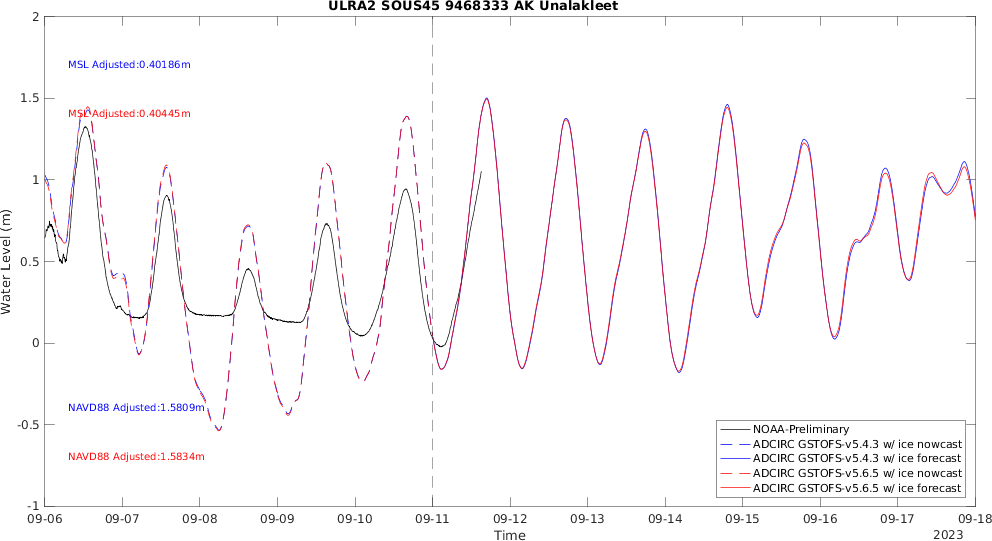 ULRA2 SOUS45 9468333 AK Unalakleet
2
MSL Adjusted:0.40186m
1.5
MSL Adjusted:0.40445m
1
Water Level (m)
0.5
0
NAVD88 Adjusted:1.5809m
-0.5
NAVD88 Adjusted:1.5834m
-1
NOAA-Preliminary
ADCIRC GSTOFS-v5.4.3 w/ ice nowcast
ADCIRC GSTOFS-v5.4.3 w/ ice forecast
ADCIRC GSTOFS-v5.6.5 w/ ice nowcast
ADCIRC GSTOFS-v5.6.5 w/ ice forecast
09-06 09-07 09-08 09-09 09-10 09-11 09-12 09-13 09-14 09-15 09-16 09-17 09-18
Time
2023